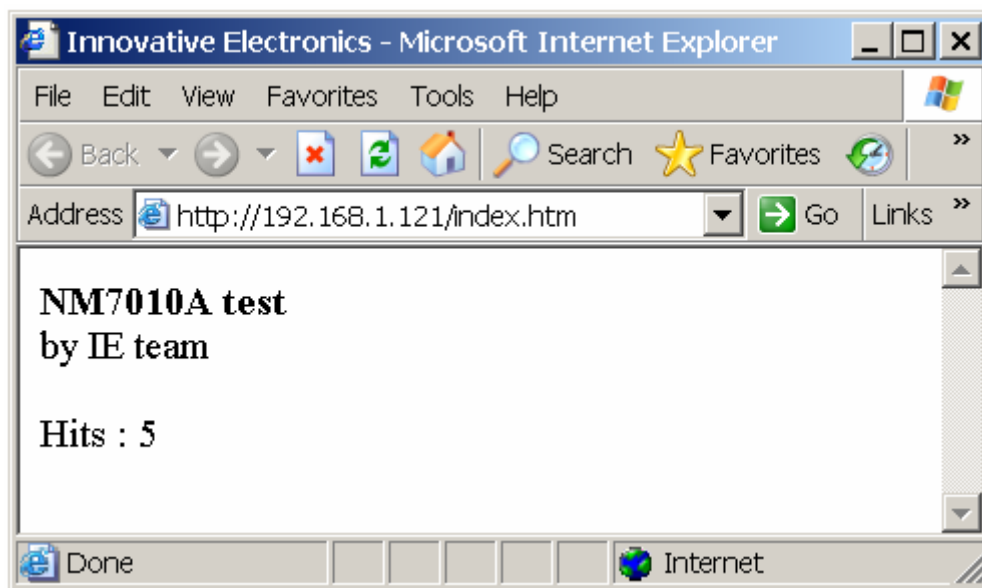 Innovative Electronics - Microsoft Internet Explorer
File Edit View Favorites Tools Help
Back Search Favorites »
Address http://192.168.1.121/index.htm Go Links »
NM7010A test
by IE team
Hits : 5
Done Internet